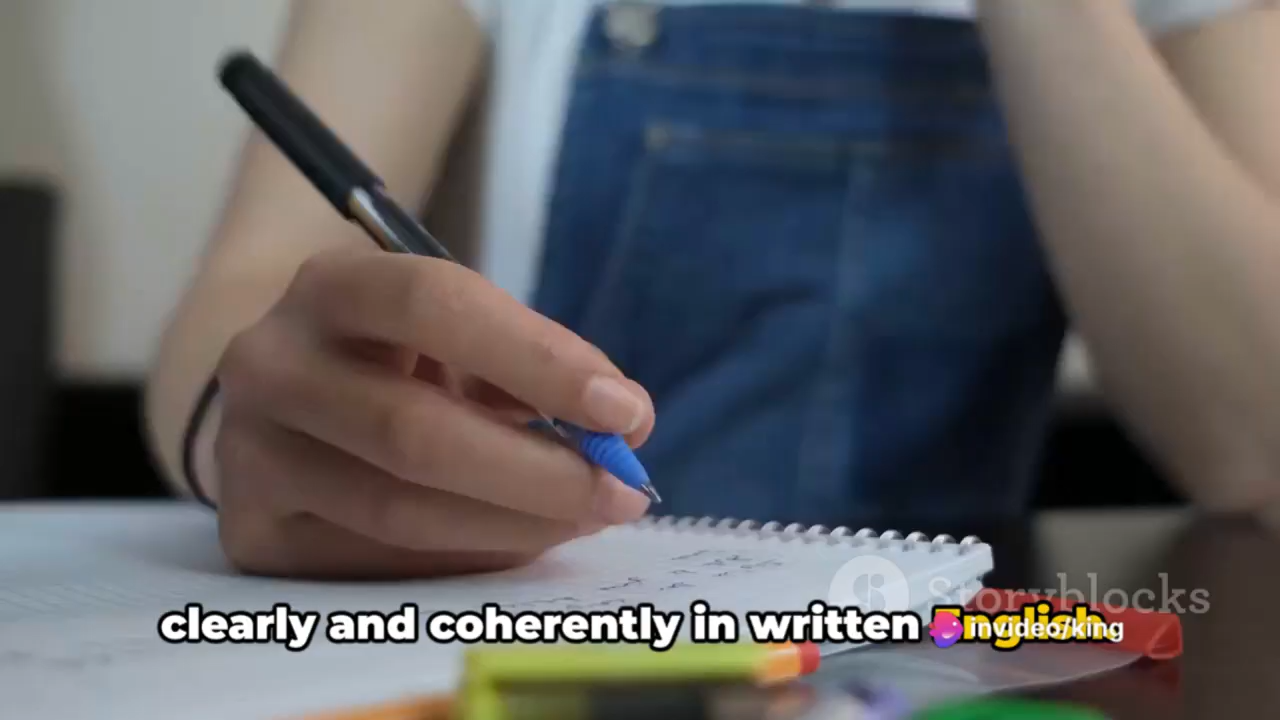 Storyblocks
clearly and coherently in written English.
invideo/king